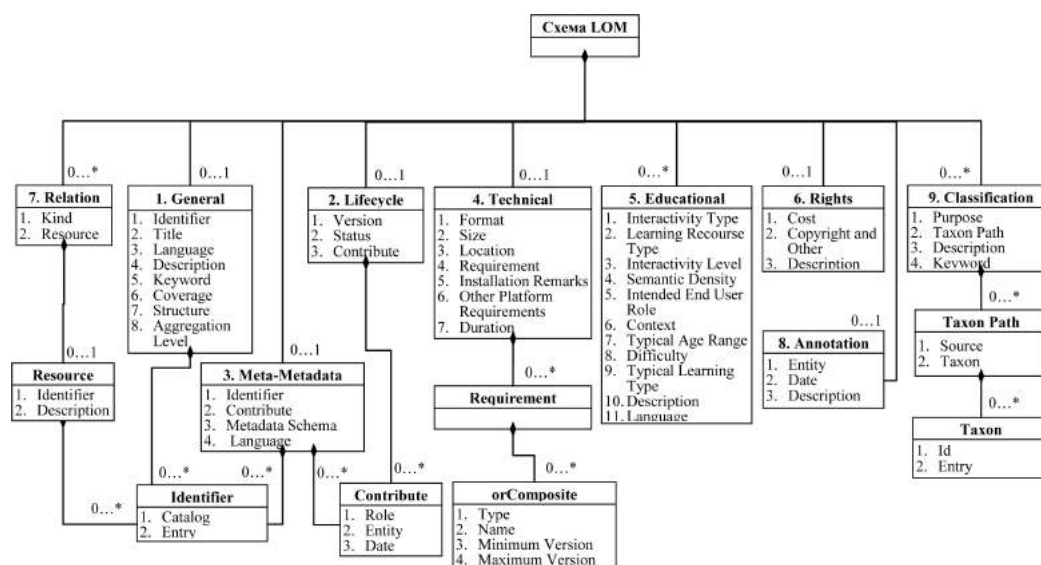 Схема LOM
0…*
0…1
0…1
0…1
0…*
0…1
0…*
7. Relation
1. Kind
2. Resource
1. General
1. Identifier
2. Title
3. Language
4. Description
5. Keyword
6. Coverage
7. Structure
8. Aggregation
Level
2. Lifecycle
1. Version
2. Status
3. Contribute
4. Technical
1. Format
2. Size
3. Location
4. Requirement
5. Installation Remarks
6. Other Platform
Requirements
7. Duration
5. Educational
1. Interactivity Type
2. Learning Recourse
Type
3. Interactivity Level
4. Semantic Density
5. Intended End User
Role
6. Context
7. Typical Age Range
8. Difficulty
9. Typical Learning
Type
10. Description
11. Language
6. Rights
1. Cost
2. Copyright and
Other
3. Description
9. Classification
1. Purpose
2. Taxon Path
3. Description
4. Keyword
0…1
Resource
1. Identifier
2. Description
0…1
3. Meta-Metadata
1. Identifier
2. Contribute
3. Metadata Schema
4. Language
0…*
Requirement
0…1
8. Annotation
1. Entity
2. Date
3. Description
0…*
Taxon Path
1. Source
2. Taxon
0…*
Taxon
1. Id
2. Entry
0…*
0…*
0…*
0…*
0…*
0…*
Identifier
1. Catalog
2. Entry
Contribute
1. Role
2. Entity
3. Date
orComposite
1. Type
2. Name
3. Minimum Version
4. Maximum Version